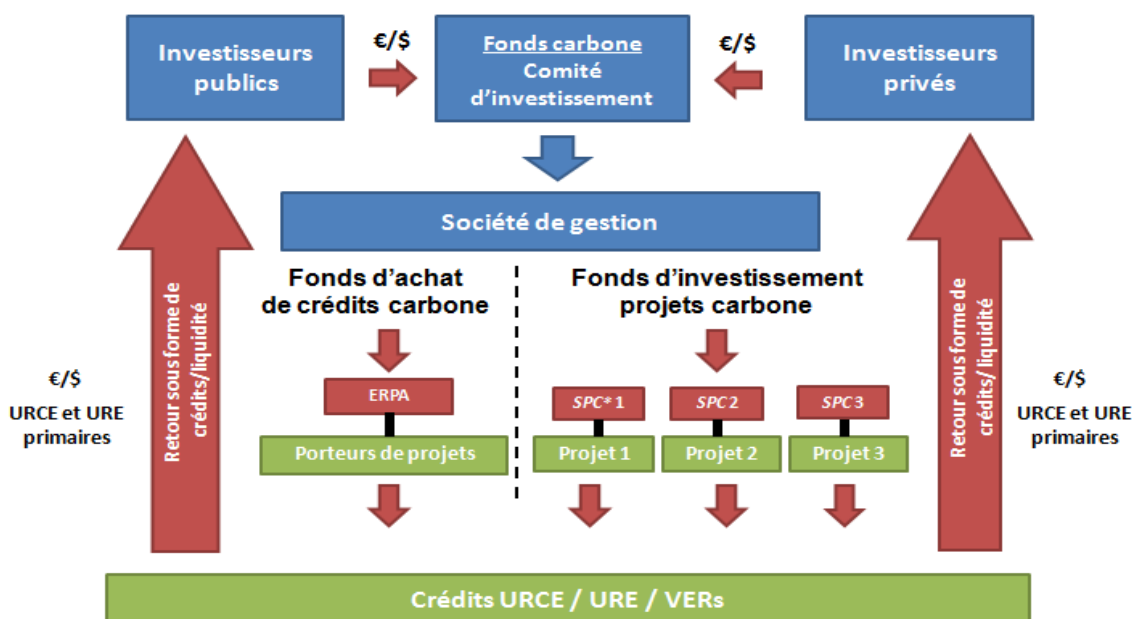 Investisseurs
publics
€/$
Fonds carbone
Comité
d'investissement
€/$
Investisseurs
privés
Société de gestion
Fonds d'achat
de crédits carbone
Fonds d'investissement
projets carbone
Retour sous forme de
crédits/liquidité
€/$
URCE et URE
primaires
ERPA
Porteurs de projets
SPC* 1
SPC 2
SPC 3
Projet 1
Projet 2
Projet 3
Retour sous forme de
crédits/liquidité
€/$
URCE et URE
primaires
Crédits URCE / URE / VERs